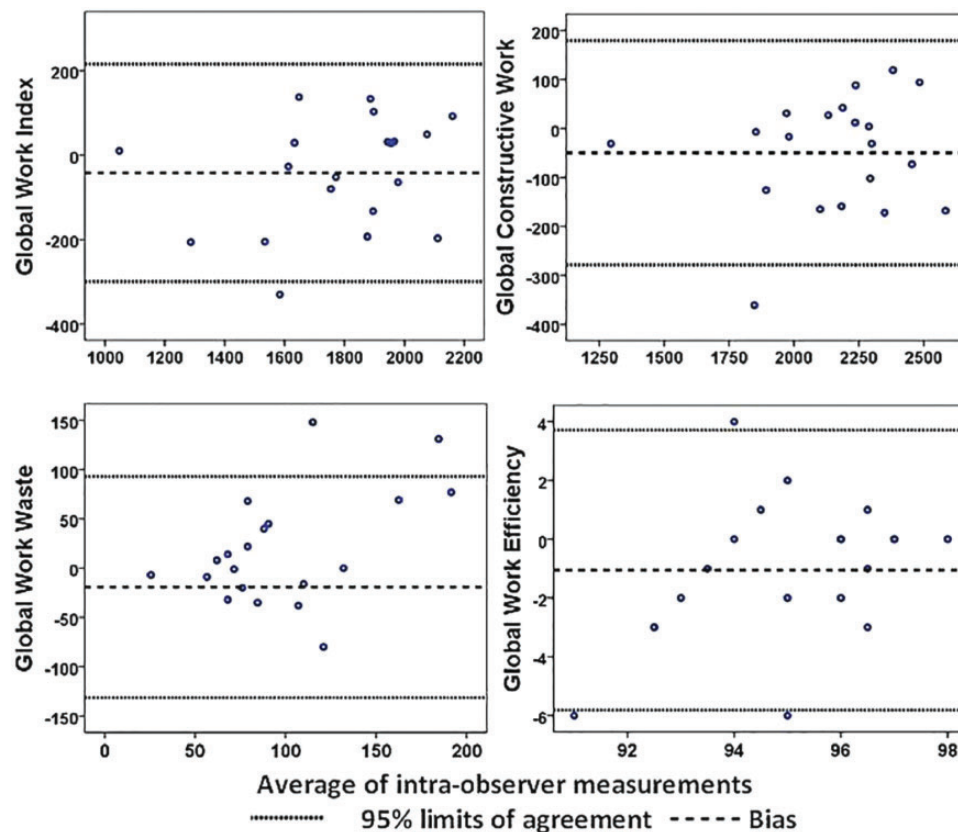 Global Work Index
200
0
-200
-400
1000 1200 1400 1600 1800 2000 2200
Global Constructive Work
200
100
0
-100
-200
-300
-400
1250 1500 1750 2000 2250 2500
Global Work Waste
150
100
50
0
-50
-100
-150
0 50 100 150 200
Global Work Efficiency
4
2
0
-2
-4
-6
92 94 96 98
Average of intra-observer measurements
95% limits of agreement Bias